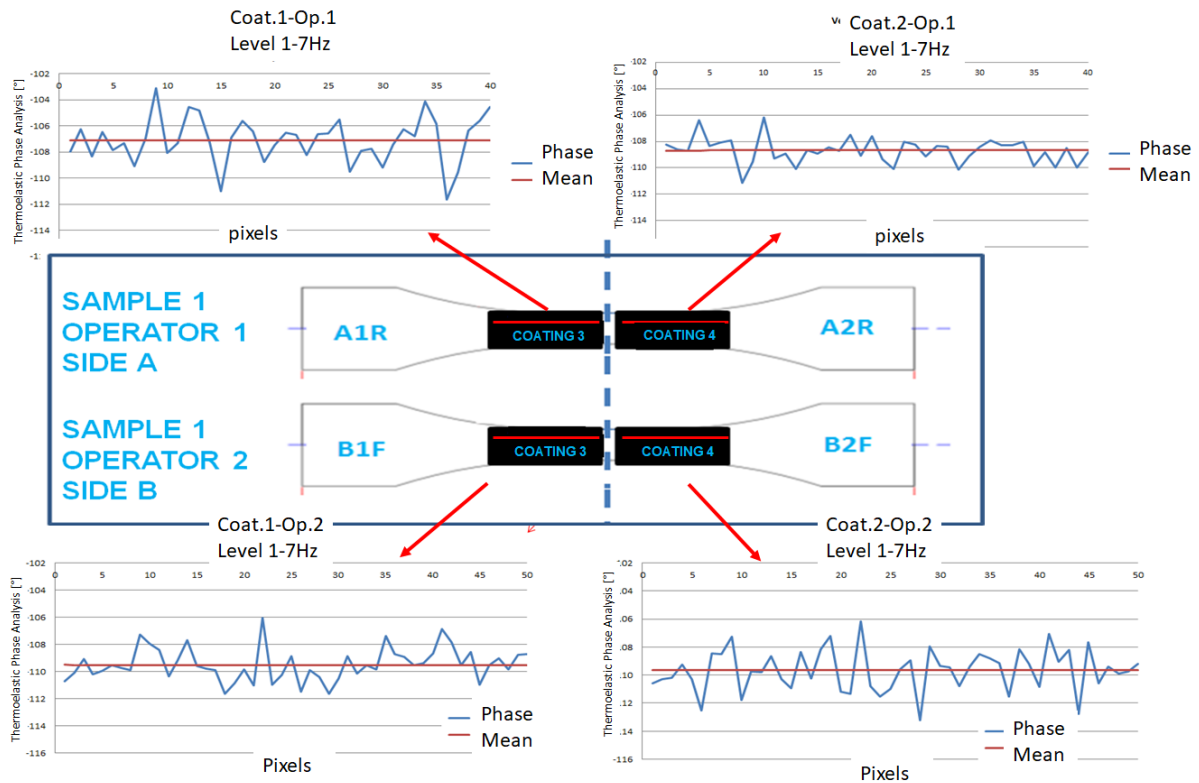 Coat.1-Op.1
Level 1-7Hz
Thermoelastic Phase Analysis [°]
-102
-104
-106
-108
-110
-112
-114
0 5 10 15 20 25 30 35 40
Phase
Mean
pixels
Coat.2-Op.1
Level 1-7Hz
Thermoelastic Phase Analysis [°]
-102
-104
106
108
-110
-112
-114
0 5 10 15 20 25 30 35 40
Phase
Mean
pixels
SAMPLE 1
OPERATOR 1
SIDE A
A1R
COATING 3
COATING 4
A2R
SAMPLE 1
OPERATOR 2
SIDE B
B1F
COATING 3
COATING 4
B2F
Coat.1-Op.2
Level 1-7Hz
Thermoelastic Phase Analysis [°]
-102
-104
-106
-108
-110
-112
-114
-116
0 5 10 15 20 25 30 35 40 45 50
Phase
Mean
Pixels
Coat.2-Op.2
Level 1-7Hz
Thermoelastic Phase Analysis [°]
.02
.04
.06
.08
.10
.12
-114
-116
0 5 10 15 20 25 30 35 40 45 50
Phase
Mean
Pixels